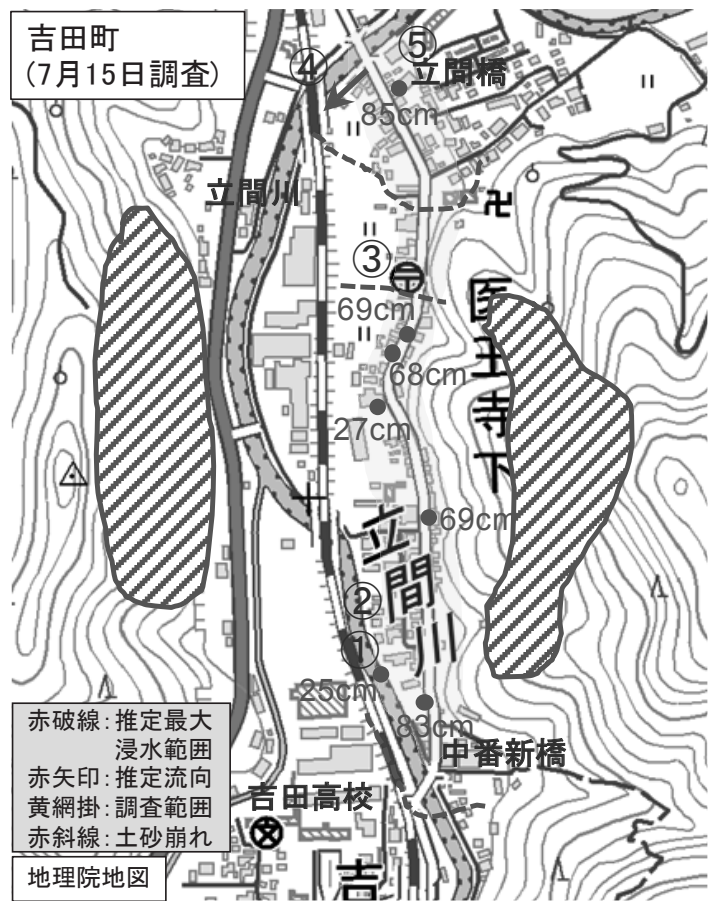 吉田町
(7月15日調査)
④
⑤
立間橋
85cm
立間川
卍
③
69cm
68cm
医王寺下
27cm
69cm
立間川
②
①
25cm
83cm
中番新橋
吉田高校
吉
赤破線:推定最大
浸水範囲
赤矢印:推定流向
黄網掛:調査範囲
赤斜線:土砂崩れ
地理院地図